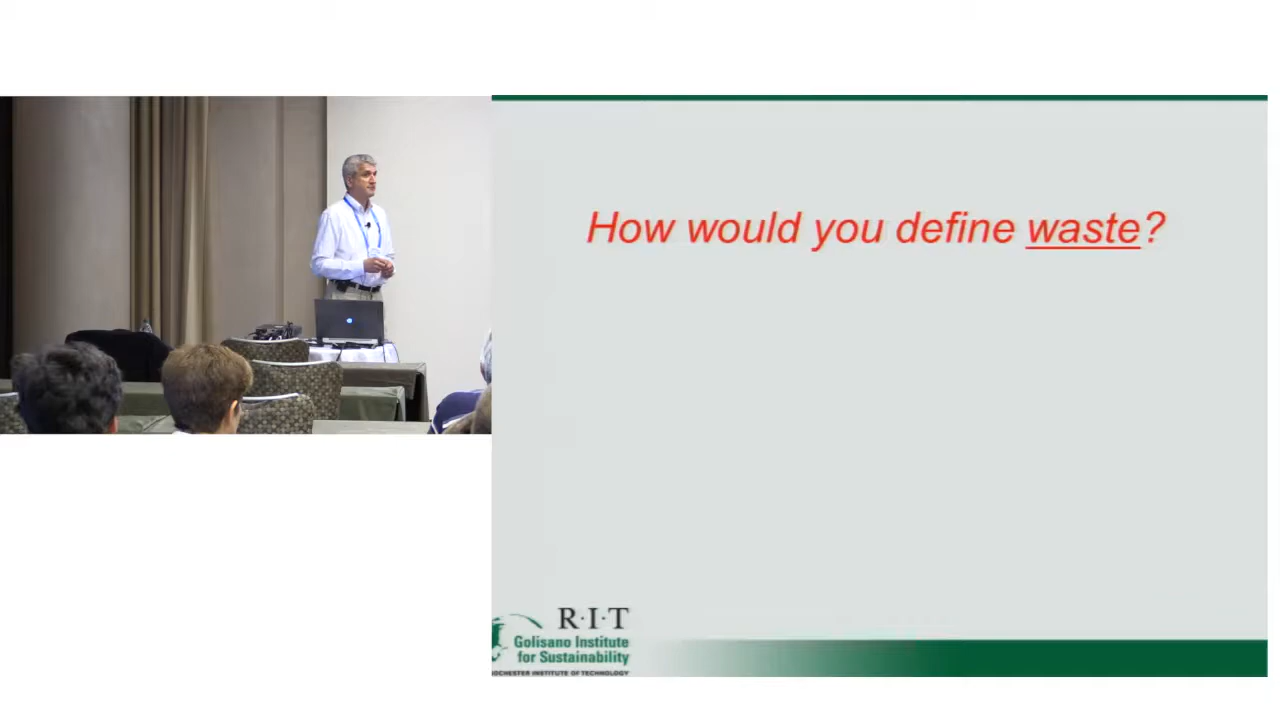 How would you define waste?
R·I·T
Golisano Institute
for Sustainability
ROCHESTER INSTITUTE OF TECHNOLOGY